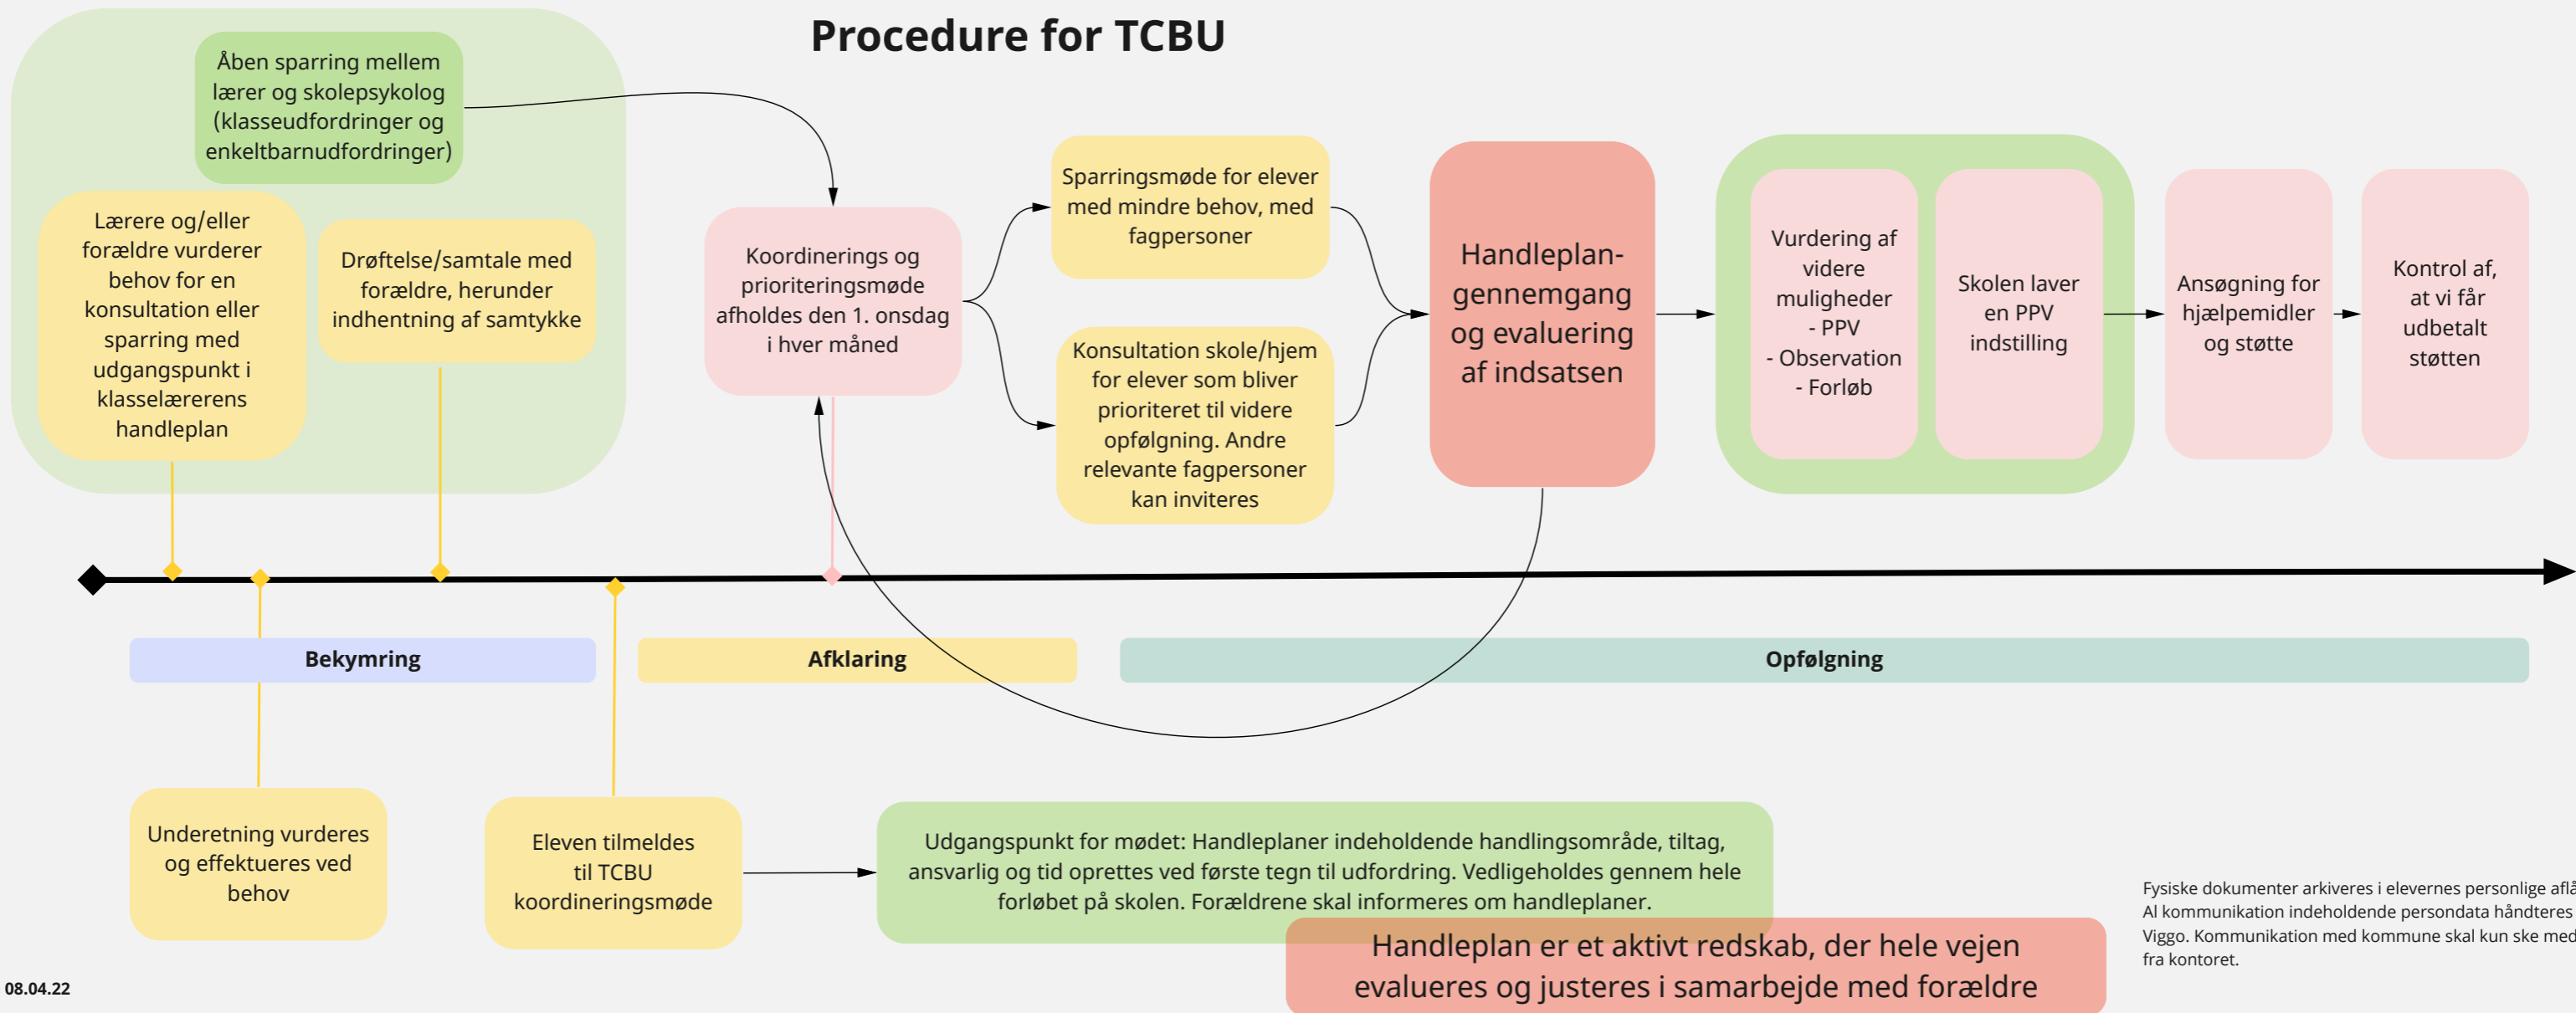 Procedure for TCBU
Åben sparring mellem
lærer og skolepsykolog
(klasseudfordringer og
enkeltbarnudfordringer)
Lærere og/eller
forældre vurderer
behov for en
konsultation eller
sparring med
udgangspunkt i
klasselærerens
handleplan
Drøftelse/samtale med
forældre, herunder
indhentning af samtykke
Koordinerings og
prioriteringsmøde
afholdes den 1. onsdag
i hver måned
Sparringsmøde for elever
med mindre behov, med
fagpersoner
Konsultation skole/hjem
for elever som bliver
prioriteret til videre
opfølgning. Andre
relevante fagpersoner
kan inviteres
Handleplan-
gennemgang
og evaluering
af indsatsen
Vurdering af
videre
muligheder
- PPV
- Observation
- Forløb
Skolen laver
en PPV
indstilling
Ansøgning for
hjælpemidler
og støtte
Kontrol af,
at vi får
udbetalt
støtten
Bekymring
Afklaring
Opfølgning
Underetning vurderes
og effektueres ved
behov
Eleven tilmeldes
til TCBU
koordineringsmøde
Udgangspunkt for mødet: Handleplaner indeholdende handlingsområde, tiltag,
ansvarlig og tid oprettes ved første tegn til udfordring. Vedligeholdes gennem hele
forløbet på skolen. Forældrene skal informeres om handleplaner.
Handleplan er et aktivt redskab, der hele vejen
evalueres og justeres i samarbejde med forældre
Fysiske dokumenter arkiveres i elevernes personlige
Al kommunikation indeholdende persondata håndteres
Viggo. Kommunikation med kommune skal kun ske med
fra kontoret.
08.04.22